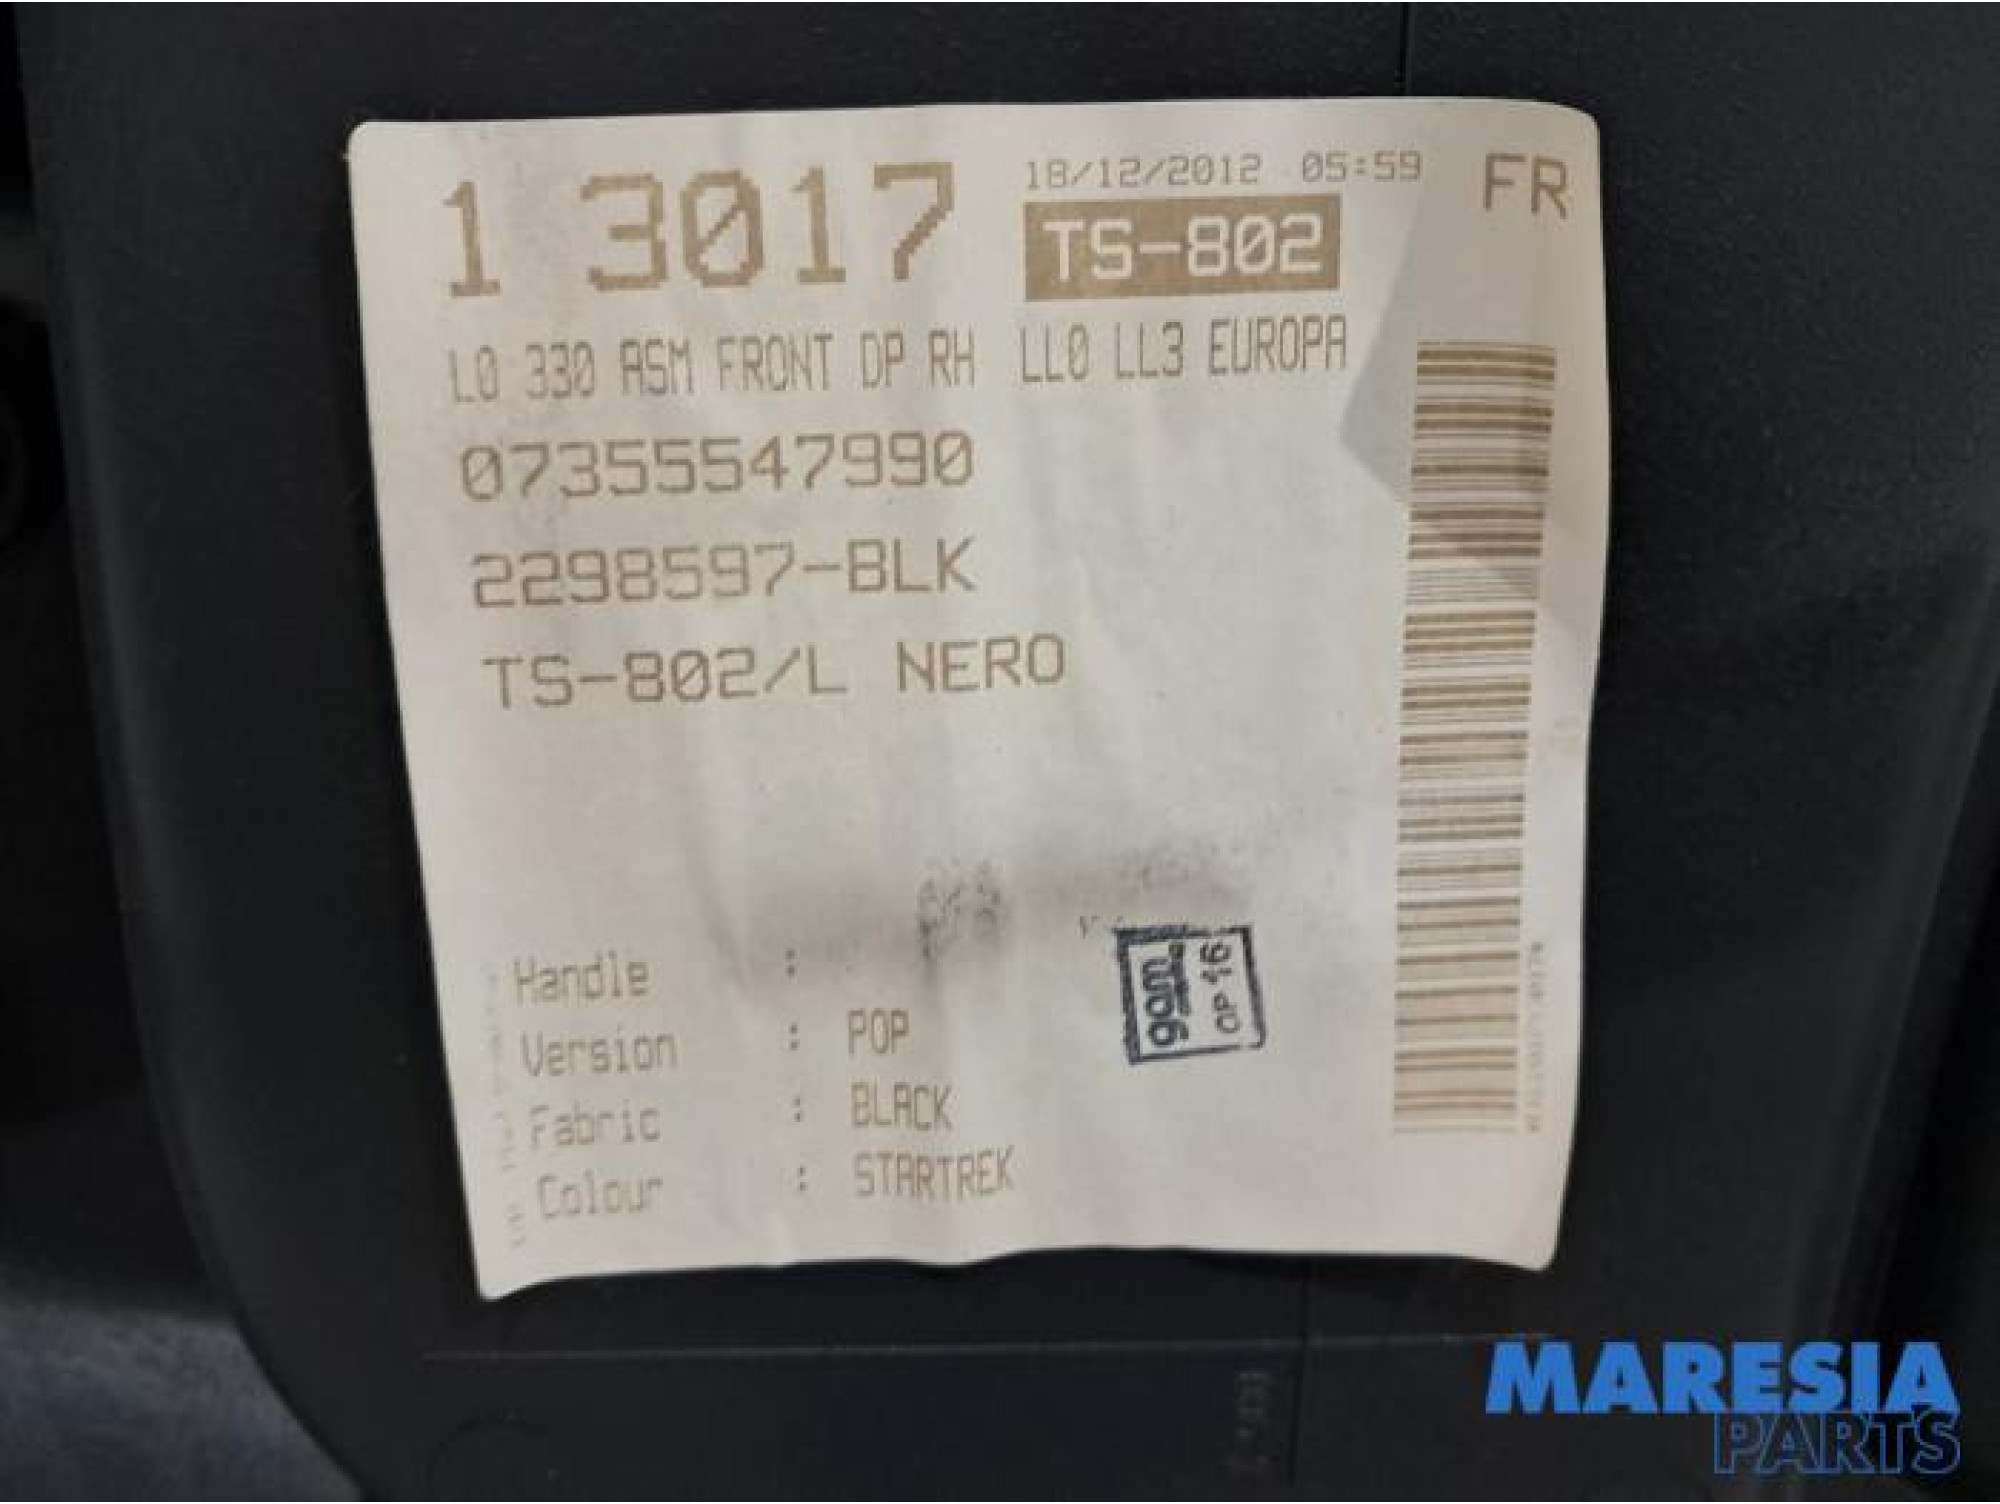 1 3017 18/12/2012 05:59 FR
TS-802
L0 330 ASM FRONT DP RH LL0 LL3 EUROPA
07355547990
2298597-BLK
TS-802/L NERO
Handle :
Version : POP
Fabric : BLACK
Colour : STARTREK
gam
OP 16
MARESIA
PARTS